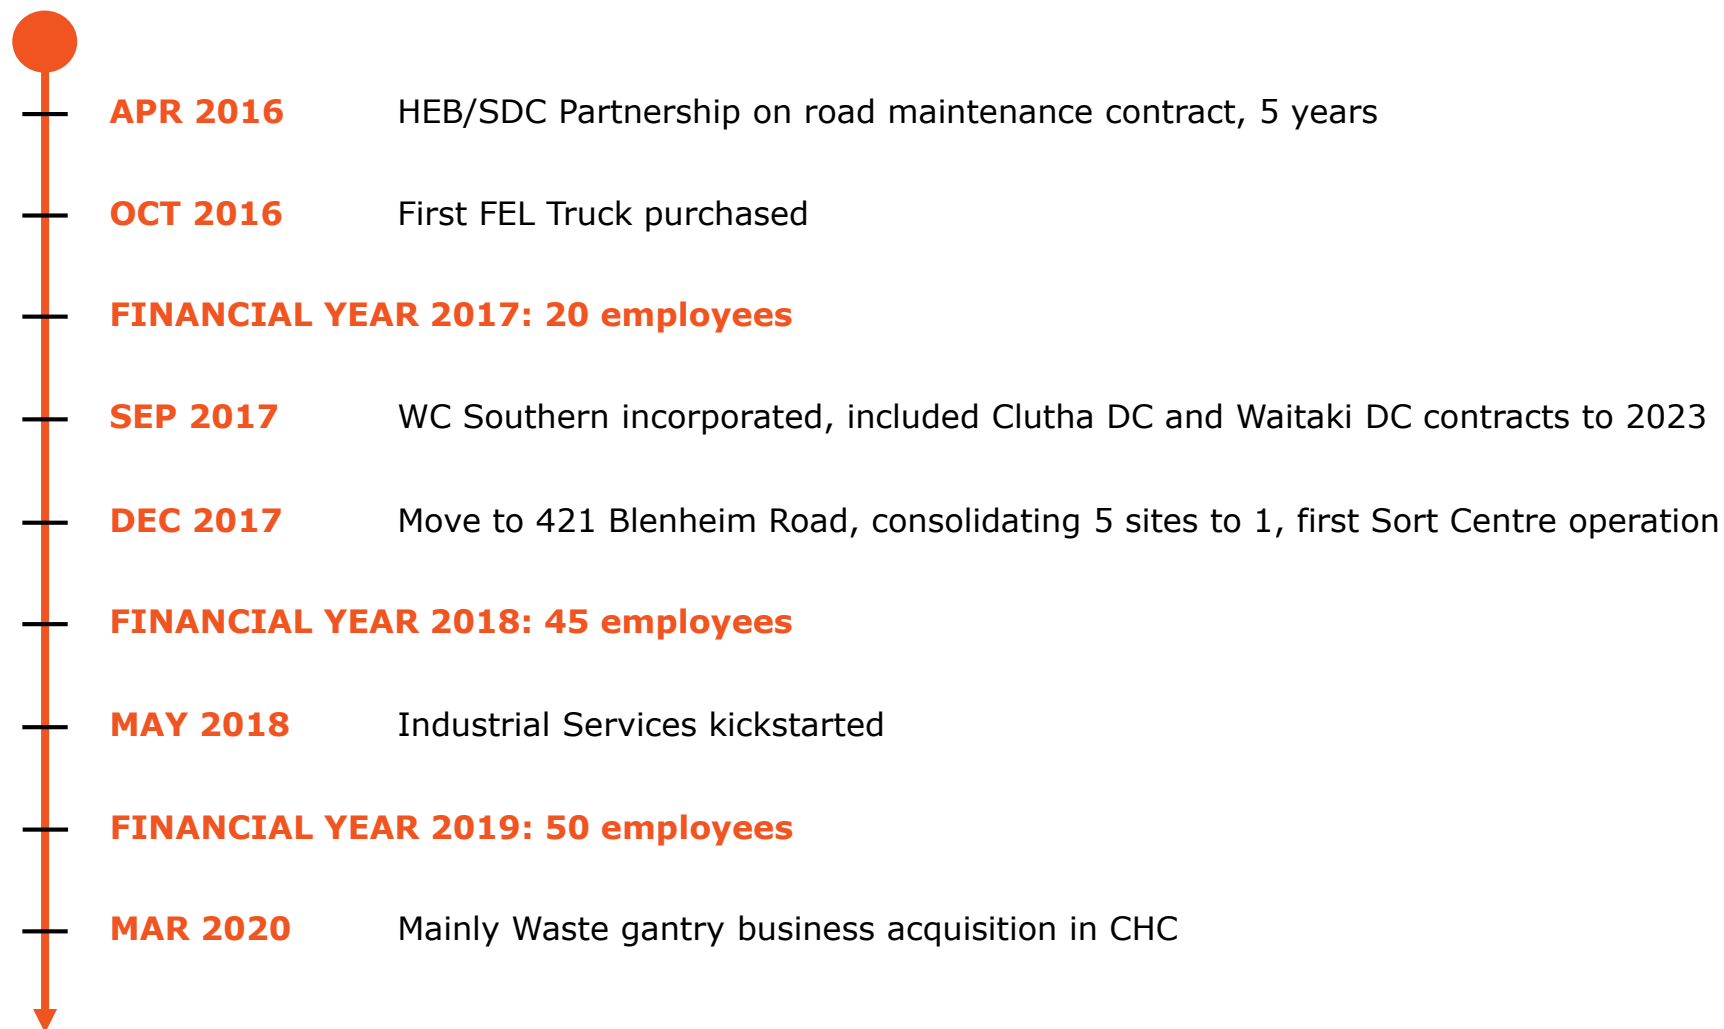 APR 2016 HEB/SDC Partnership on road maintenance contract, 5 years
OCT 2016 First FEL Truck purchased
FINANCIAL YEAR 2017: 20 employees
SEP 2017 WC Southern incorporated, included Clutha DC and Waitaki DC contracts to 2023
DEC 2017 Move to 421 Blenheim Road, consolidating 5 sites to 1, first Sort Centre operation
FINANCIAL YEAR 2018: 45 employees
MAY 2018 Industrial Services kickstarted
FINANCIAL YEAR 2019: 50 employees
MAR 2020 Mainly Waste gantry business acquisition in CHC